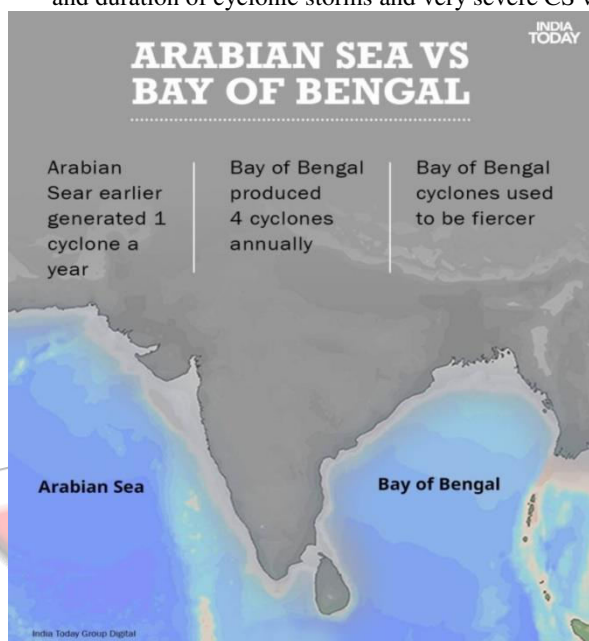 and duration of cyclonic storms and very severe CS
INDIA
TODAY
ARABIAN SEA VS
BAY OF BENGAL
Arabian
Sear earlier
generated 1
cyclone a
year
Bay of Bengal
produced
4 cyclones
annually
Bay of Bengal
cyclones used
to be fiercer
Arabian Sea
Bay of Bengal
India Today Group Digital